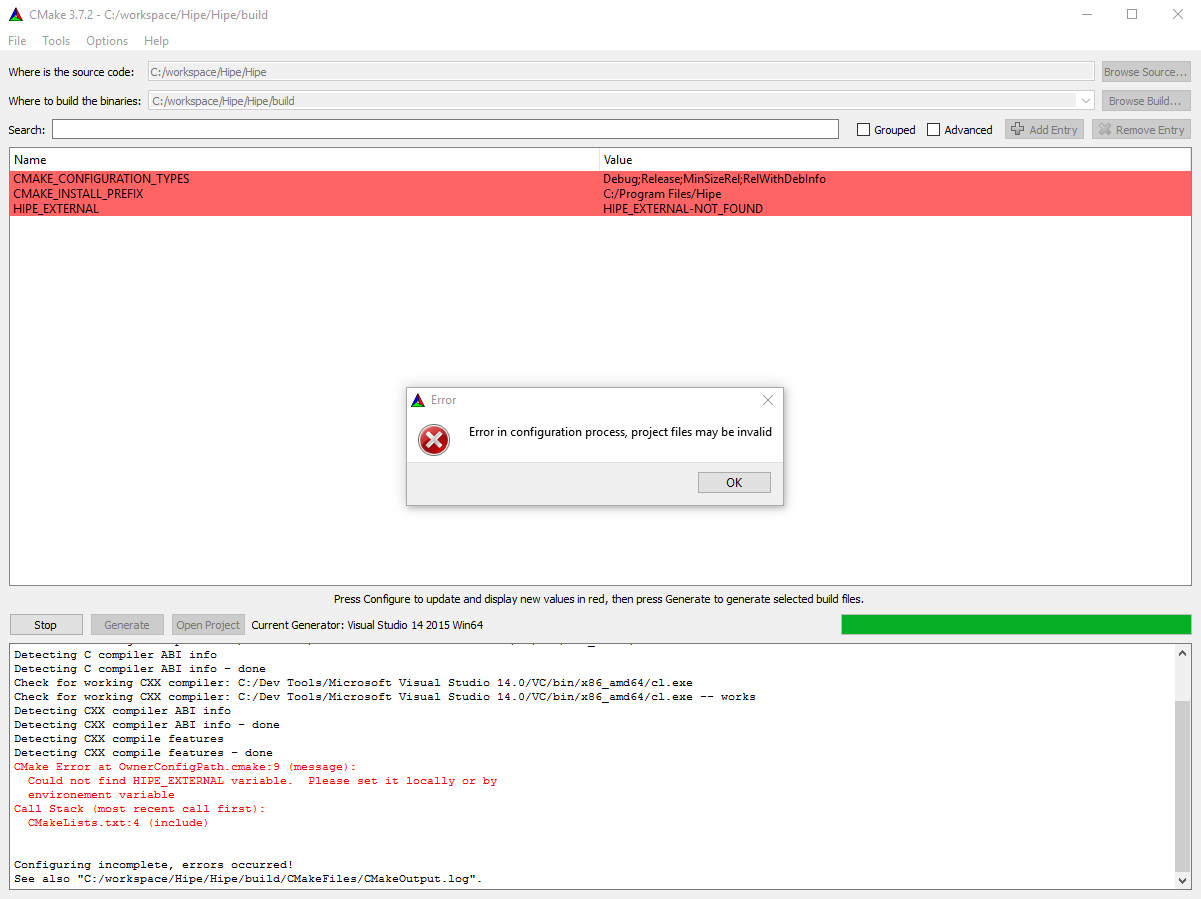 CMake 3.7.2 - C:/workspace/Hipe/Hipe/build
File Tools Options Help
Where is the source code: C:/workspace/Hipe/Hipe Browse Source...
Where to build the binaries: C:/workspace/Hipe/Hipe/build Browse Build...
Search: Grouped Advanced Add Entry Remove Entry
Name Value
CMAKE_CONFIGURATION_TYPES Debug;Release;MinSizeRel;RelWithDebInfo
CMAKE_INSTALL_PREFIX C:/Program Files/Hipe
HIPE_EXTERNAL HIPE_EXTERNAL-NOT_FOUND
Error
Error in configuration process, project files may be invalid
OK
Press Configure to update and display new values in red, then press Generate to generate selected build files.
Stop Generate Open Project Current Generator: Visual Studio 14 2015 Win64
Detecting C compiler ABI info
Detecting C compiler ABI info - done
Check for working CXX compiler: C:/Dev Tools/Microsoft Visual Studio 14.0/VC/bin/x86_amd64/cl.exe
Check for working CXX compiler: C:/Dev Tools/Microsoft Visual Studio 14.0/VC/bin/x86_amd64/cl.exe -- works
Detecting CXX compiler ABI info
Detecting CXX compiler ABI info - done
Detecting CXX compile features
Detecting CXX compile features - done
CMake Error at OwnerConfigPath.cmake:9 (message):
Could not find HIPE_EXTERNAL variable.  Please set it locally or by
environement variable
Call Stack (most recent call first):
CMakeLists.txt:4 (include)
Configuring incomplete, errors occurred!
See also "C:/workspace/Hipe/Hipe/build/CMakeFiles/CMakeOutput.log".